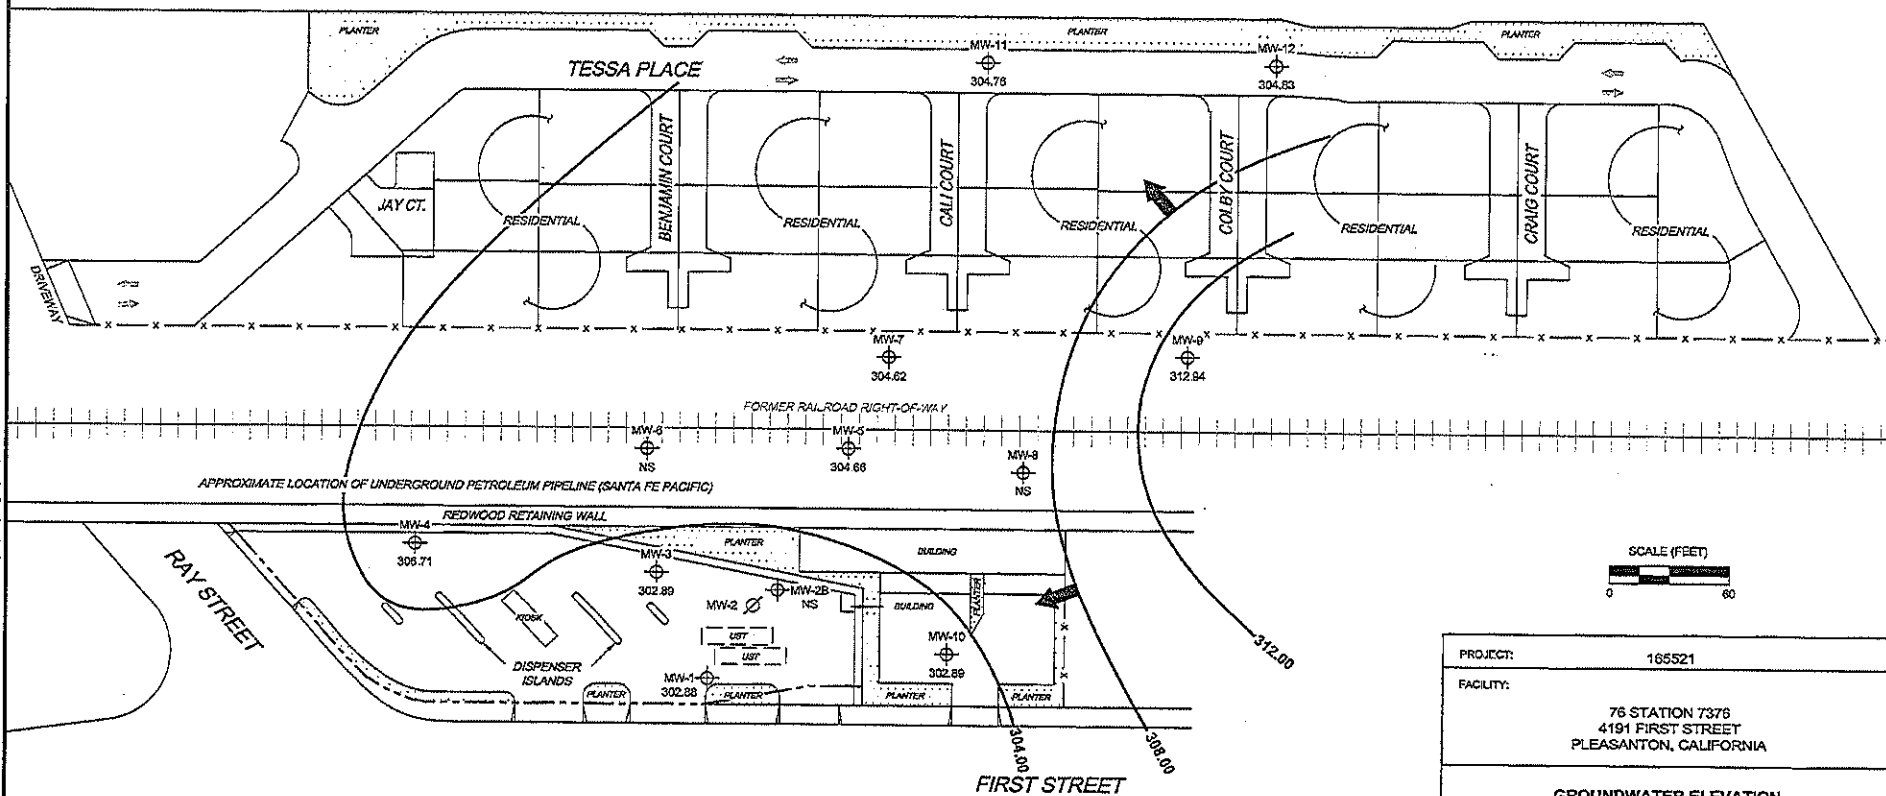 PLANTER
PLANTER
PLANTER
MW-11
304.76
MW-12
304.83
TESSA PLACE
BENJAMIN COURT
CALI COURT
COLBY COURT
CRAIG COURT
JAY CT.
RESIDENTIAL
RESIDENTIAL
RESIDENTIAL
RESIDENTIAL
RESIDENTIAL
DRIVEWAY
MW-7
304.62
MW-9
312.94
FORMER RAILROAD RIGHT-OF-WAY
MW-6
NS
MW-5
304.66
MW-8
NS
APPROXIMATE LOCATION OF UNDERGROUND PETROLEUM PIPELINE (SANTA FE PACIFIC)
REDWOOD RETAINING WALL
MW-4
306.71
PLANTER
BUILDING
MW-3
302.89
MW-2B
NS
MW-2
BUILDING
PLANTER
KIOSK
UST
UST
MW-10
302.89
RAY STREET
DISPENSER
ISLANDS
MW-1
302.88
PLANTER
PLANTER
PLANTER
PLANTER
304.00
308.00
312.00
FIRST STREET
SCALE (FEET)
0 60
PROJECT: 165521
FACILITY:
76 STATION 7376
4191 FIRST STREET
PLEASANTON, CALIFORNIA
GROUNDWATER ELEVATION